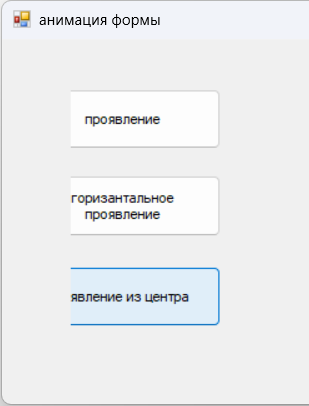 анимация формы
проявление
горизантальное
проявление
явление из центра